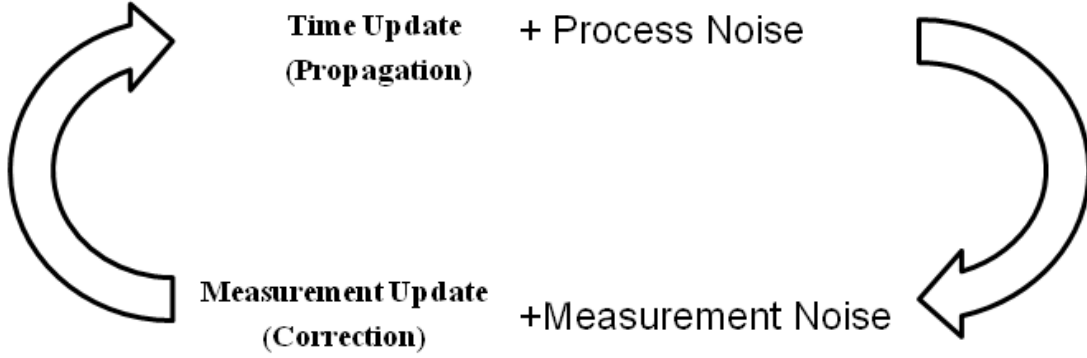 Time Update + Process Noise
(Propagation)
Measurement Update +Measurement Noise
(Correction)